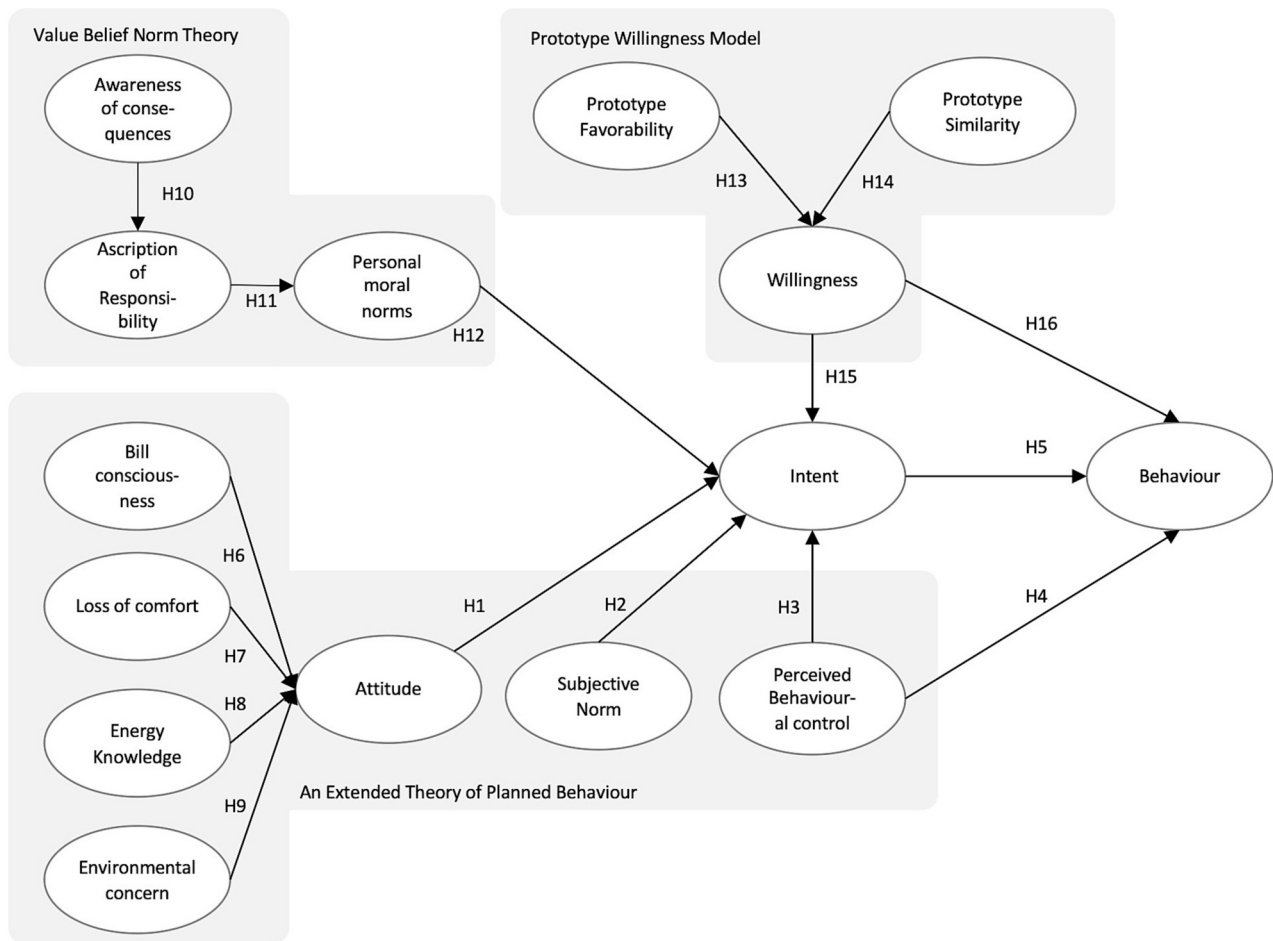 Value Belief Norm Theory
Awareness
of conse-
quences
H10
Ascription
of
Responsi-
bility
H11
Personal
moral
norms
H12
Prototype Willingness Model
Prototype
Favorability
Prototype
Similarity
H13
H14
Willingness
H16
H15
Bill
conscious-
ness
Intent
H5
Behaviour
H6
Loss of comfort
H7
H1
H2
H3
H4
Attitude
Subjective
Norm
Perceived
Behaviour-
al control
H8
Energy
Knowledge
H9
An Extended Theory of Planned Behaviour
Environmental
concern